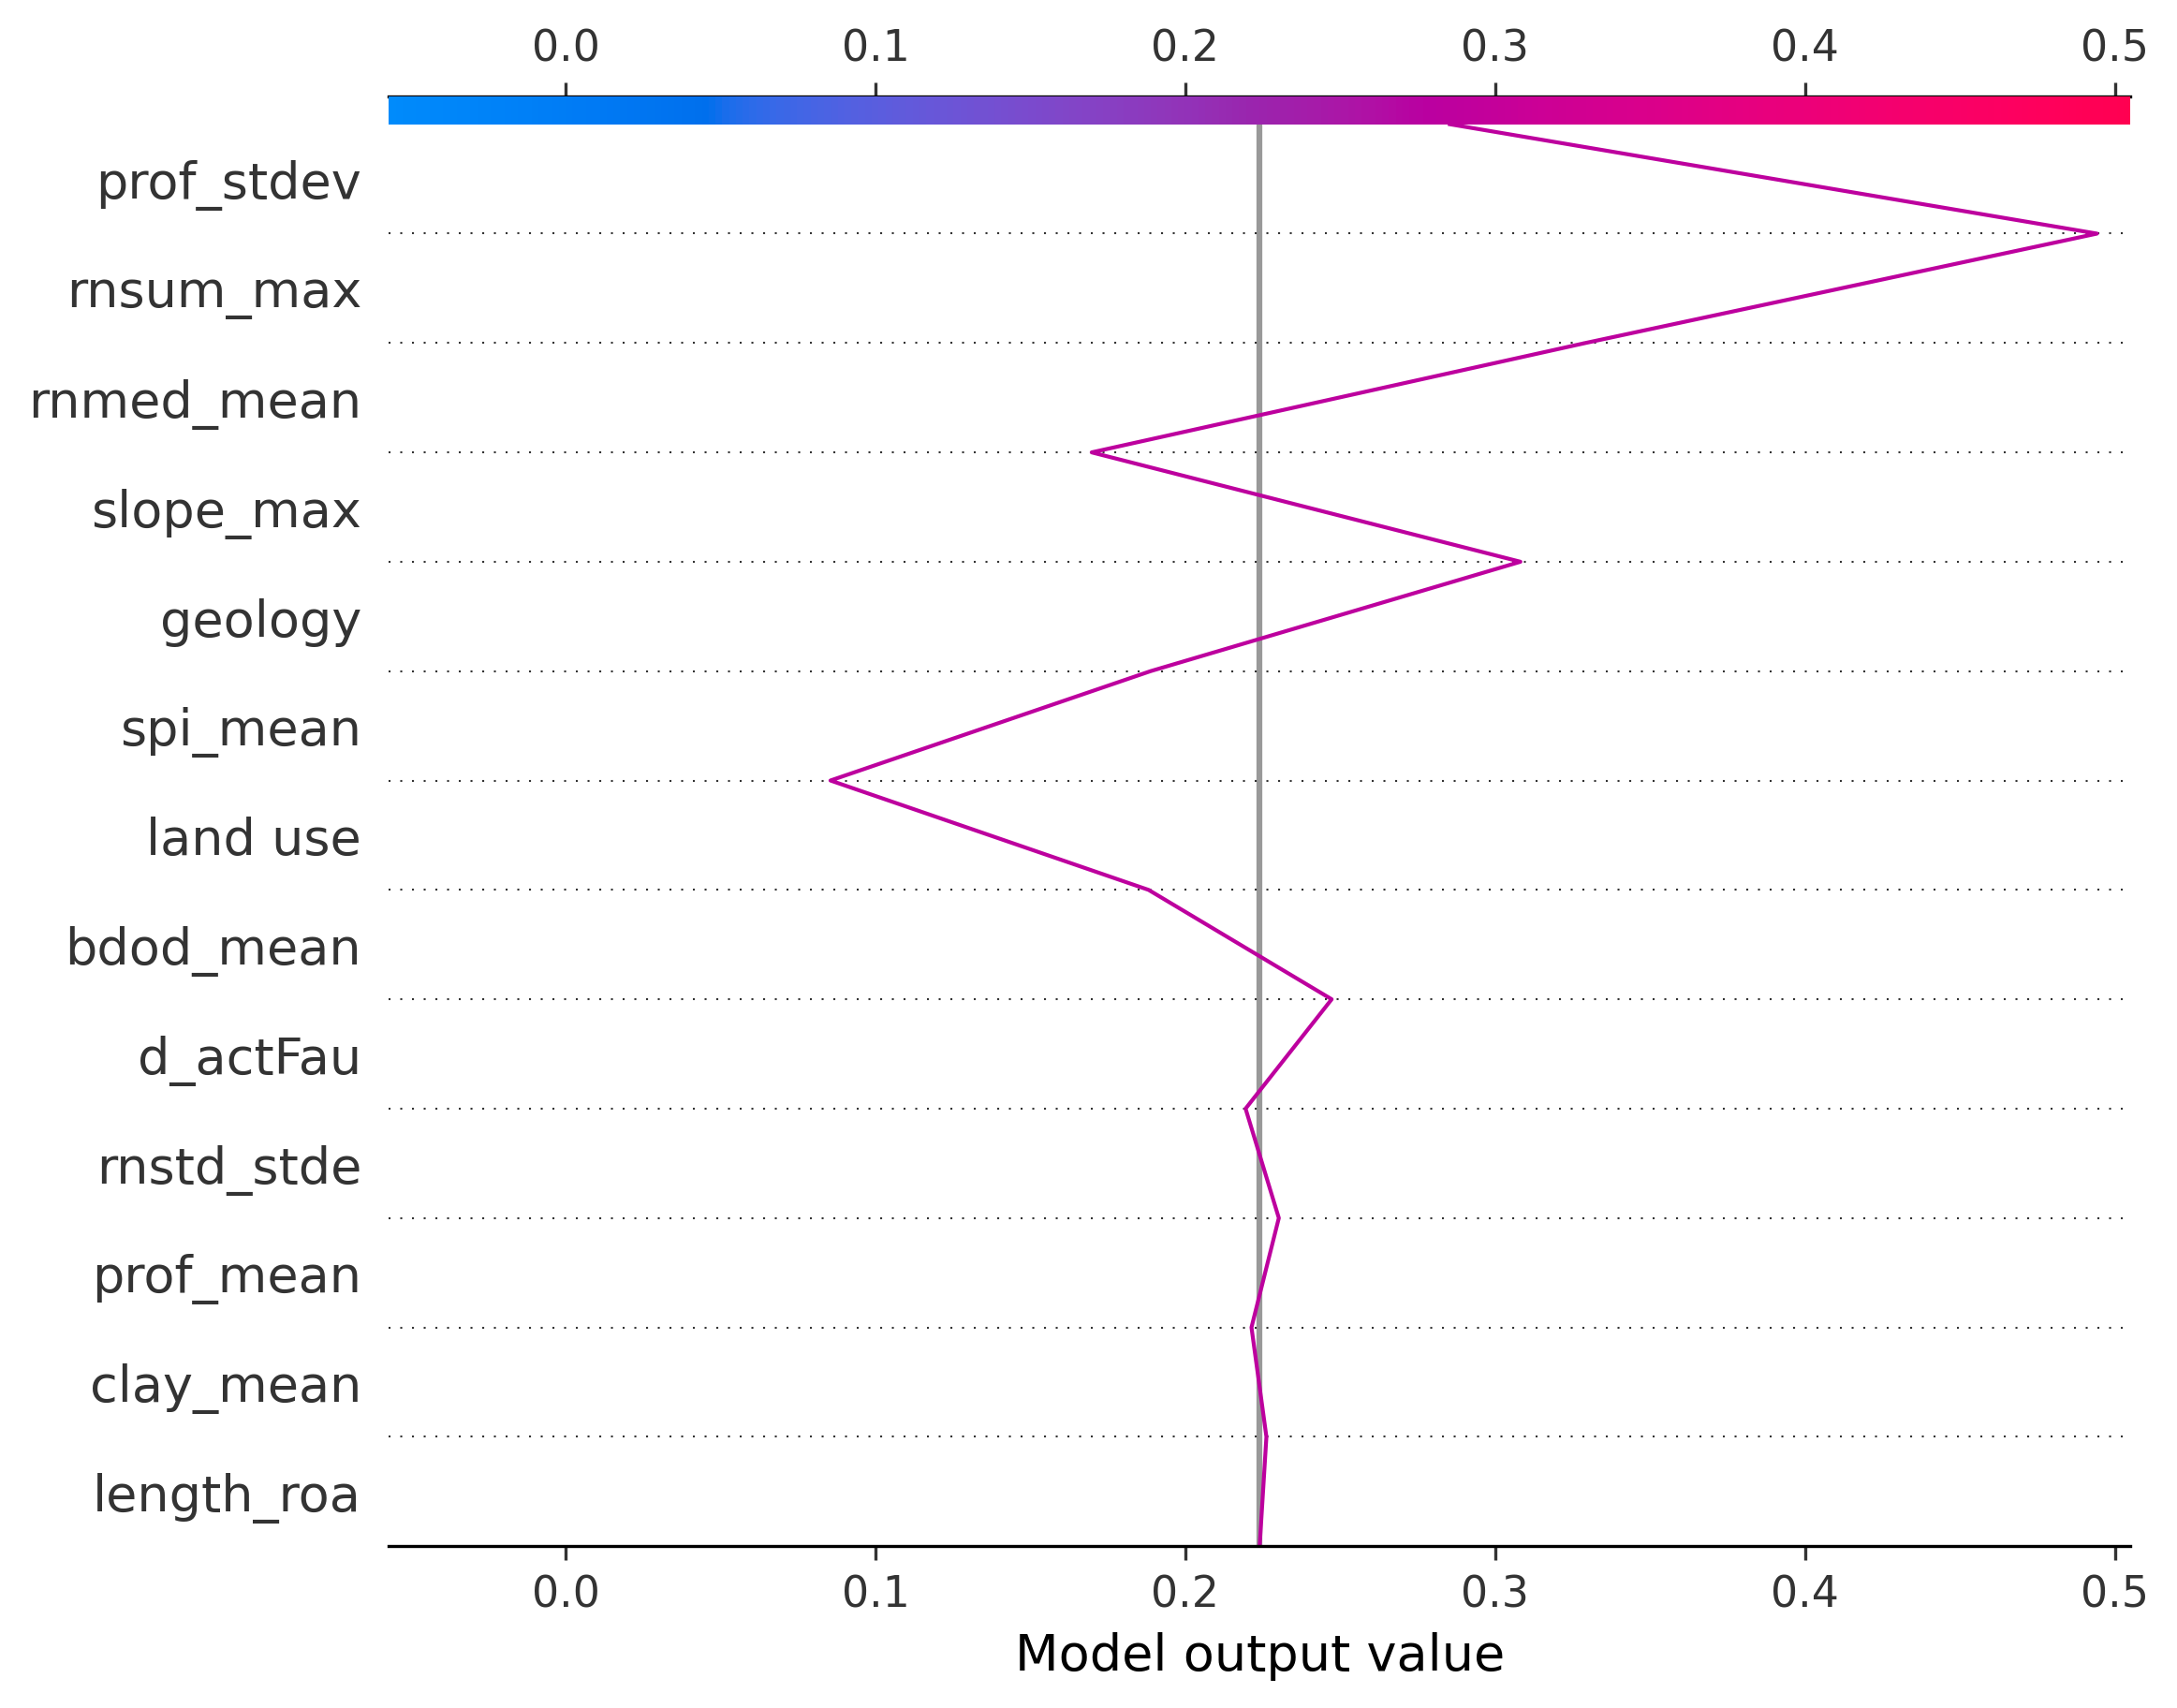 0.0 0.1 0.2 0.3 0.4 0.5
prof_stdev
rnsum_max
rnmed_mean
slope_max
geology
spi_mean
land use
bdod_mean
d_actFau
rnstd_stde
prof_mean
clay_mean
length_roa
0.0 0.1 0.2 0.3 0.4 0.5
Model output value